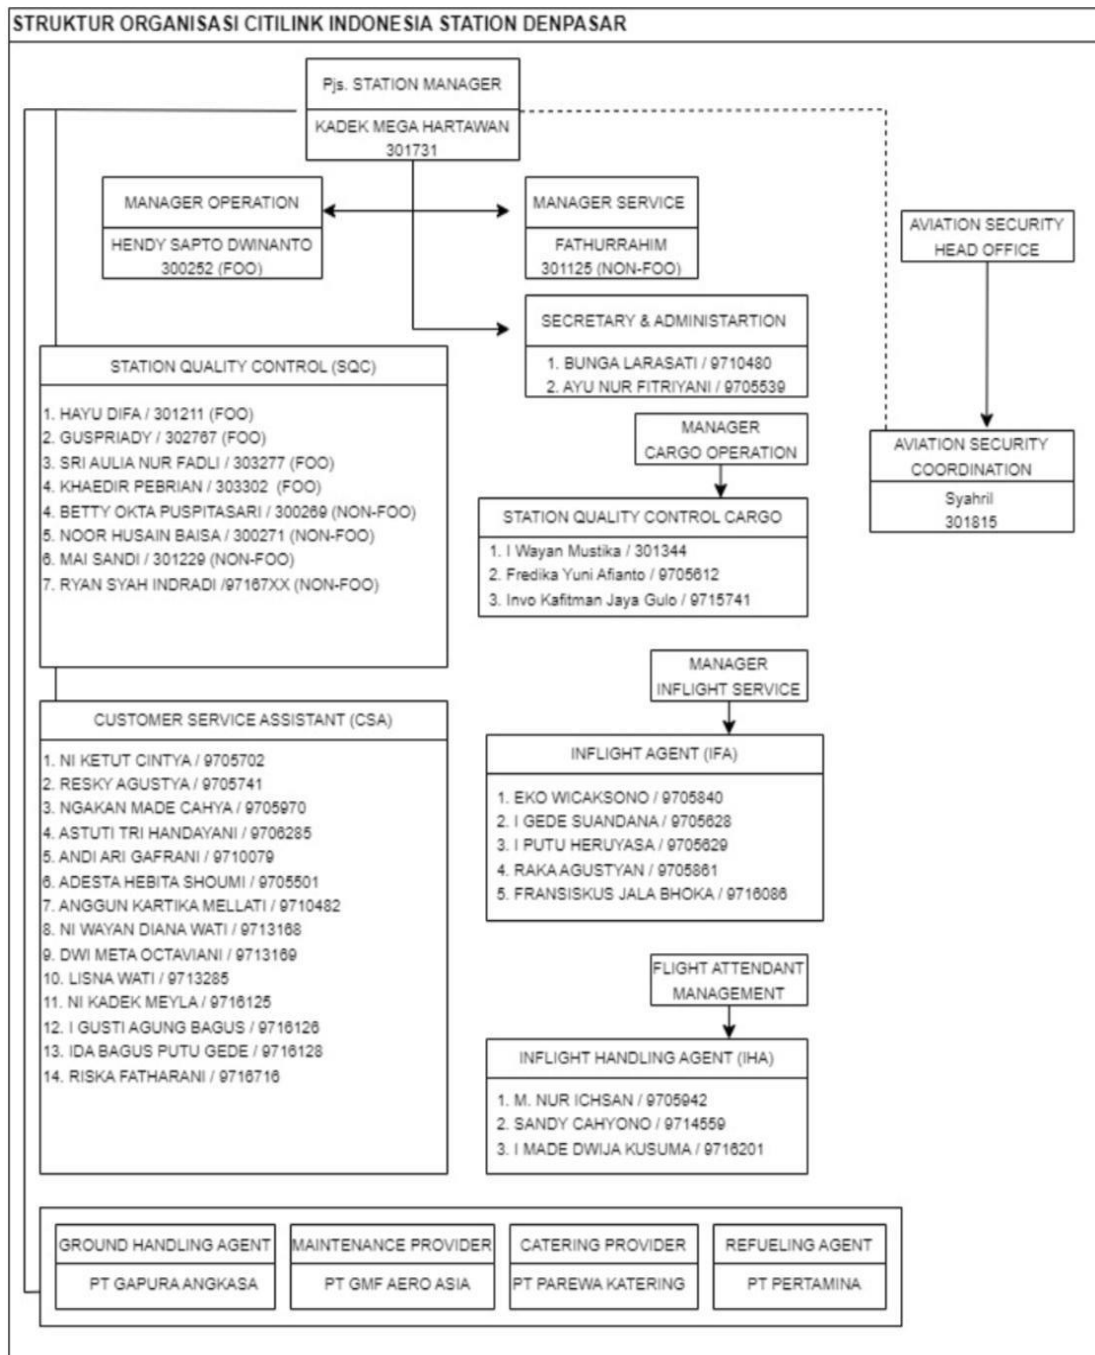 STRUKTUR ORGANISASI CITILINK INDONESIA STATION DENPASAR
Pjs. STATION MANAGER
KADEK MEGA HARTAWAN
301731
MANAGER OPERATION
HENDY SAPTO DWINANTO
300252 (FOO)
MANAGER SERVICE
FATHURRAHIM
301125 (NON-FOO)
AVIATION SECURITY
HEAD OFFICE
SECRETARY & ADMINISTARTION
1. BUNGA LARASATI / 9710480
2. AYU NUR FITRIYANI / 9705539
STATION QUALITY CONTROL (SQC)
1. HAYU DIFA / 301211 (FOO)
2. GUSPRIADY / 302767 (FOO)
3. SRI AULIA NUR FADLI / 303277 (FOO)
4. KHAEDIR PEBRIAN / 303302 (FOO)
4. BETTY OKTA PUSPITASARI / 300269 (NON-FOO)
5. NOOR HUSAIN BAISA / 300271 (NON-FOO)
6. MAI SANDI / 301229 (NON-FOO)
7. RYAN SYAH INDRADI /97167XX (NON-FOO)
MANAGER
CARGO OPERATION
AVIATION SECURITY
COORDINATION
Syahril
301815
STATION QUALITY CONTROL CARGO
1. I Wayan Mustika / 301344
2. Fredika Yuni Afianto / 9705612
3. Invo Kafitman Jaya Gulo / 9715741
MANAGER
INFLIGHT SERVICE
CUSTOMER SERVICE ASSISTANT (CSA)
1. NI KETUT CINTYA / 9705702
2. RESKY AGUSTYA / 9705741
3. NGAKAN MADE CAHYA / 9705970
4. ASTUTI TRI HANDAYANI / 9706285
5. ANDI ARI GAFRANI / 9710079
6. ADESTA HEBITA SHOUMI / 9705501
7. ANGGUN KARTIKA MELLATI / 9710482
8. NI WAYAN DIANA WATI / 9713168
9. DWI META OCTAVIANI / 9713169
10. LISNA WATI / 9713285
11. NI KADEK MEYLA / 9716125
12. I GUSTI AGUNG BAGUS / 9716126
13. IDA BAGUS PUTU GEDE / 9716128
14. RISKA FATHARANI / 9716716
INFLIGHT AGENT (IFA)
1. EKO WICAKSONO / 9705840
2. I GEDE SUANDANA / 9705628
3. I PUTU HERUYASA / 9705629
4. RAKA AGUSTYAN / 9705861
5. FRANSISKUS JALA BHOKA / 9716086
FLIGHT ATTENDANT
MANAGEMENT
INFLIGHT HANDLING AGENT (IHA)
1. M. NUR ICHSAN / 9705942
2. SANDY CAHYONO / 9714559
3. I MADE DWIJA KUSUMA / 9716201
GROUND HANDLING AGENT
PT GAPURA ANGKASA
MAINTENANCE PROVIDER
PT GMF AERO ASIA
CATERING PROVIDER
PT PAREWA KATERING
REFUELING AGENT
PT PERTAMINA